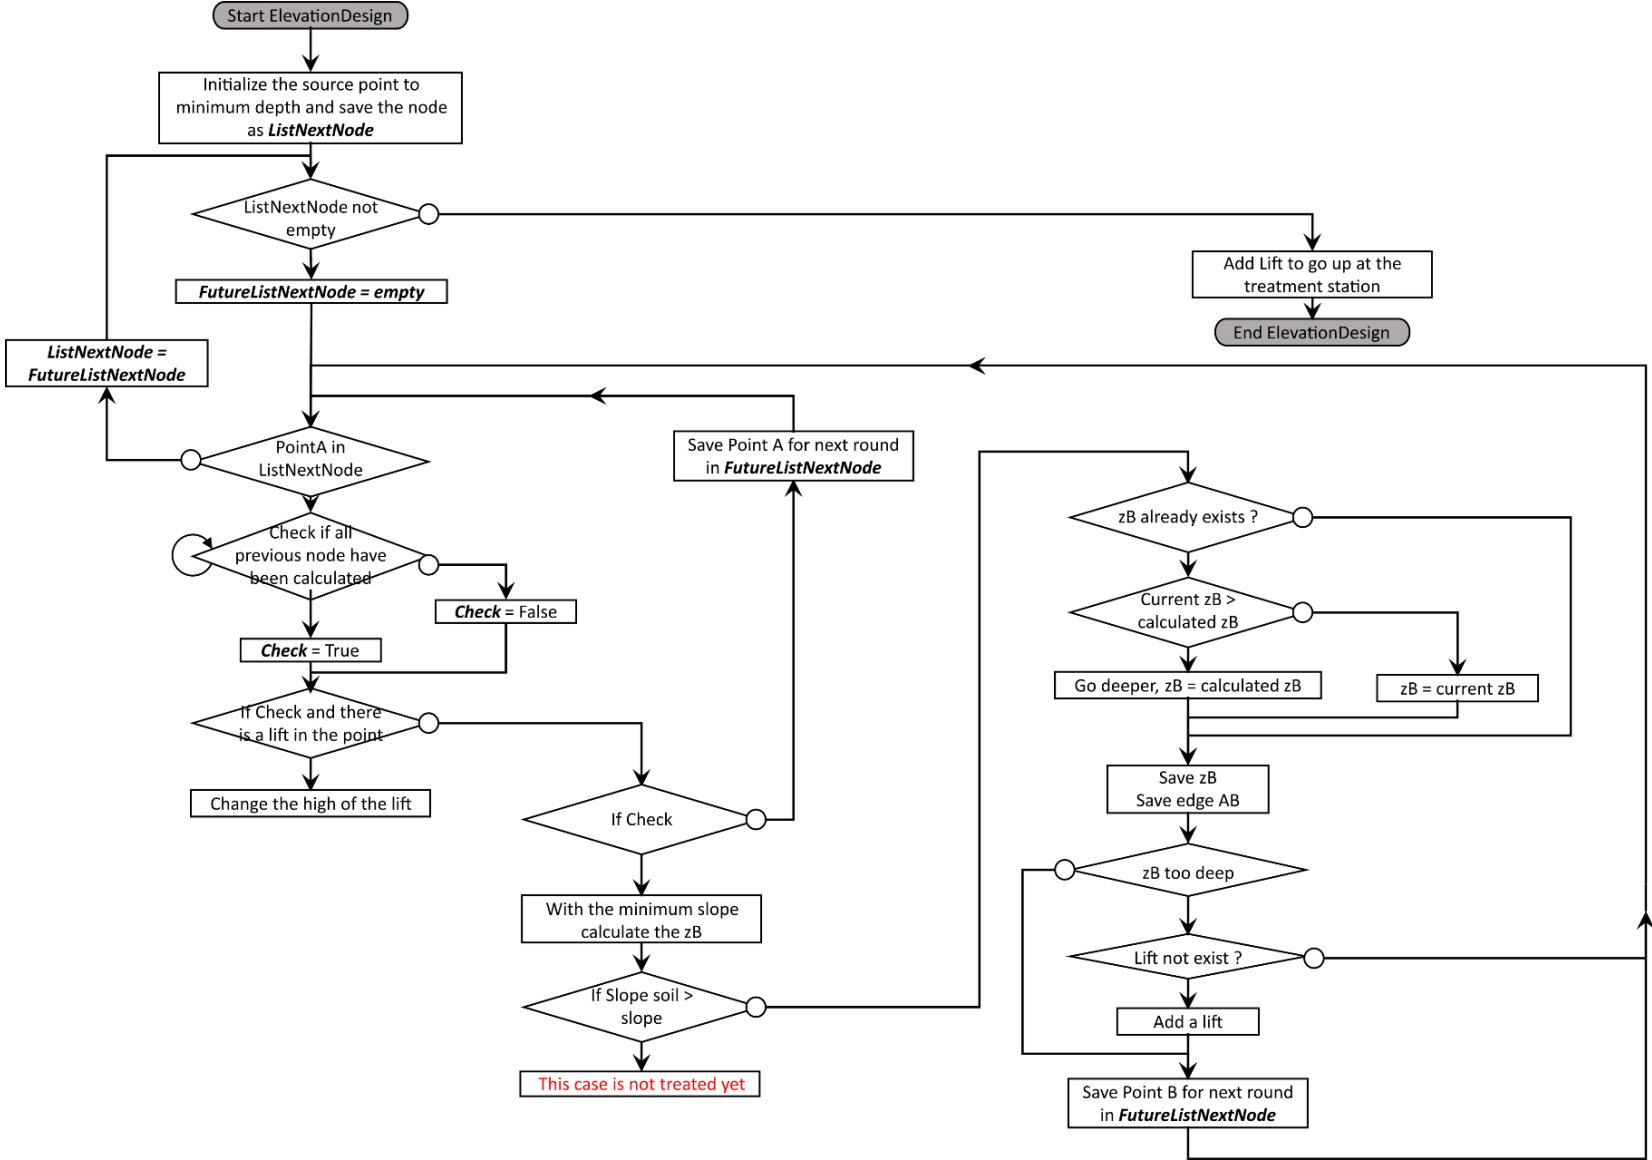 Start ElevationDesign
Initialize the source point to
minimum depth and save the node
as ListNextNode
ListNextNode not
empty
FutureListNextNode = empty
Add Lift to go up at the
treatment station
End ElevationDesign
ListNextNode =
FutureListNextNode
PointA in
ListNextNode
Save Point A for next round
in FutureListNextNode
Check if all
previous node have
been calculated
Check = False
Check = True
If Check and there
is a lift in the point
Change the high of the lift
If Check
With the minimum slope
calculate the zB
If Slope soil >
slope
This case is not treated yet
zB already exists ?
Current zB >
calculated zB
Go deeper, zB = calculated zB
zB = current zB
Save zB
Save edge AB
zB too deep
Lift not exist ?
Add a lift
Save Point B for next round
in FutureListNextNode